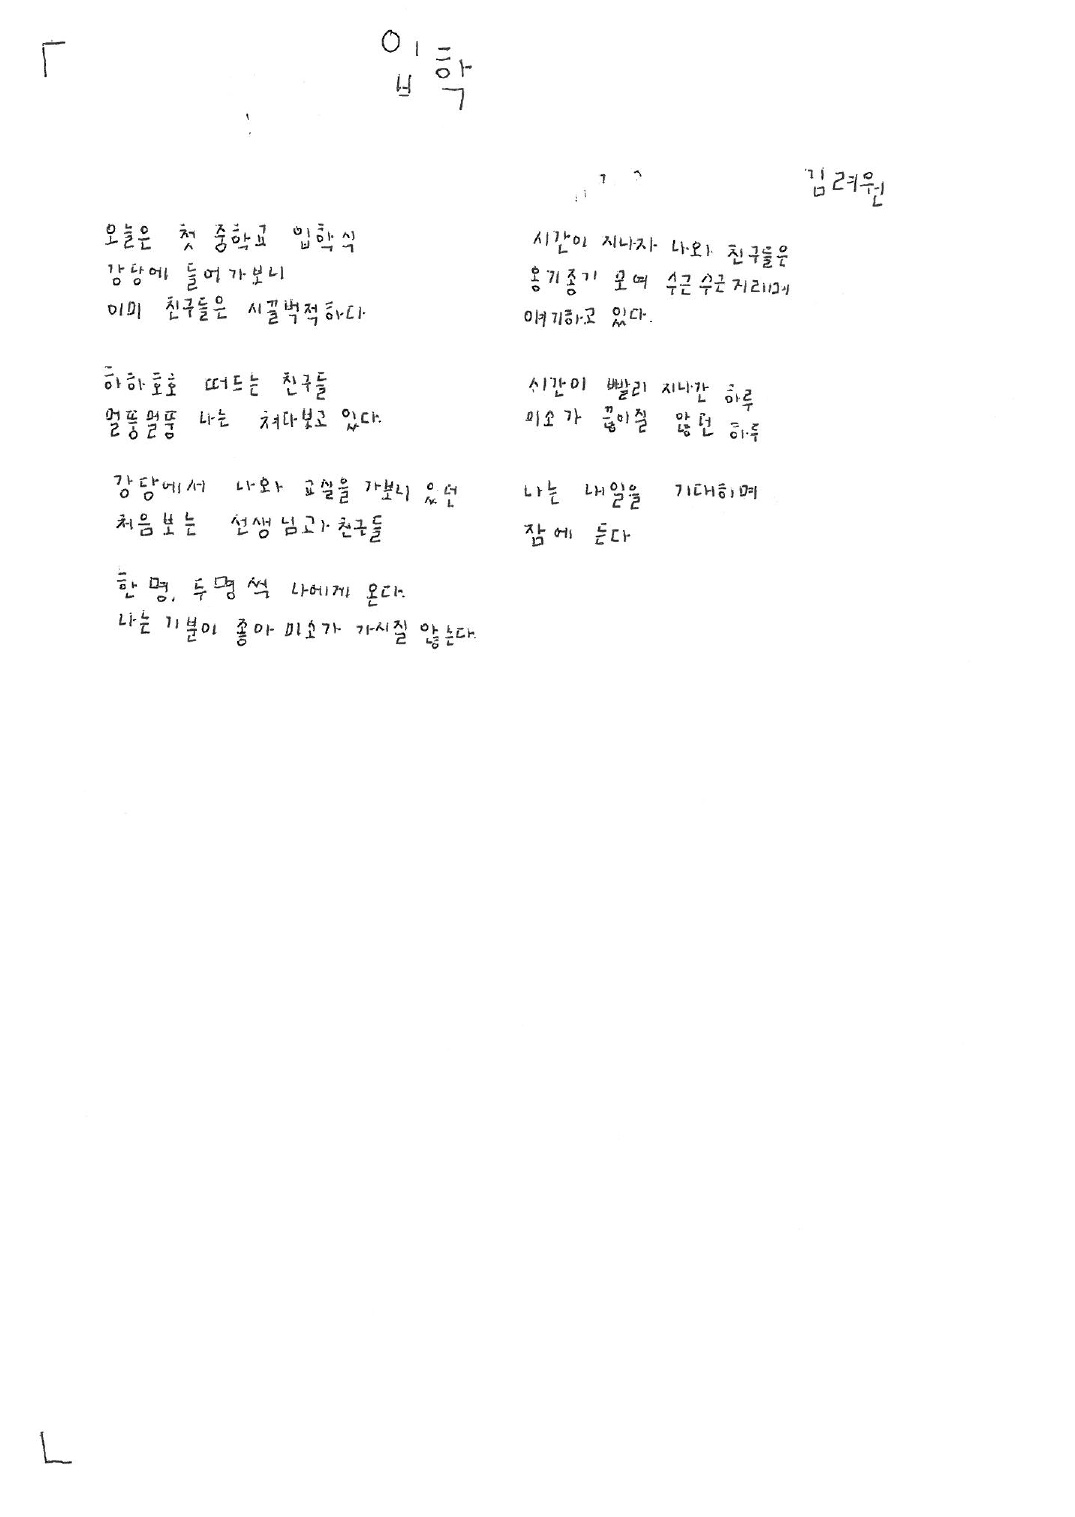 입학
김려원
오늘은 첫 중학교 입학식
강당에 들어가보니
이미 친구들은 시끌벅적하다
하하호호 떠드는 친구들
멀뚱멀뚱 나는 쳐다보고 있다.
강당에서 나와 교실을 가보니 있던
처음보는 선생님과 친구들
한명, 두명씩 나에게 온다.
나는 기분이 좋아 미소가 가시질 않는다.
시간이 지나자 나와 친구들은
옹기종기 모여 수근수근거리며
얘기하고 있다.
시간이 빨리 지나간 하루
미소가 끊이질 않던 하루
나는 내일을 기대하며
잠에 든다